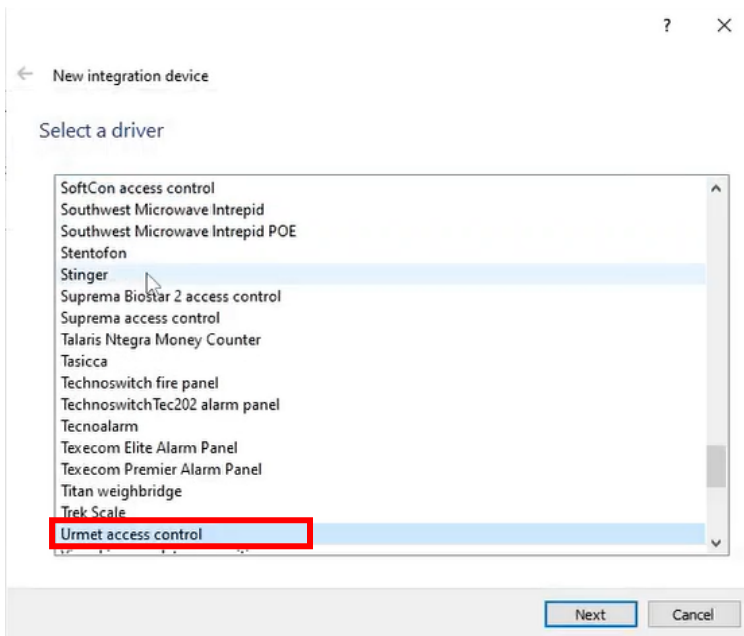 ?
New integration device
Select a driver
SoftCon access control
Southwest Microwave Intrepid
Southwest Microwave Intrepid POE
Stentofon
Stinger
Suprema Biostar 2 access control
Suprema access control
Talaris Ntegra Money Counter
Tasicca
Technoswitch fire panel
TechnoswitchTec202 alarm panel
Tecnoalarm
Texecom Elite Alarm Panel
Texecom Premier Alarm Panel
Titan weighbridge
Trek Scale
Urmet access control
Next Cancel